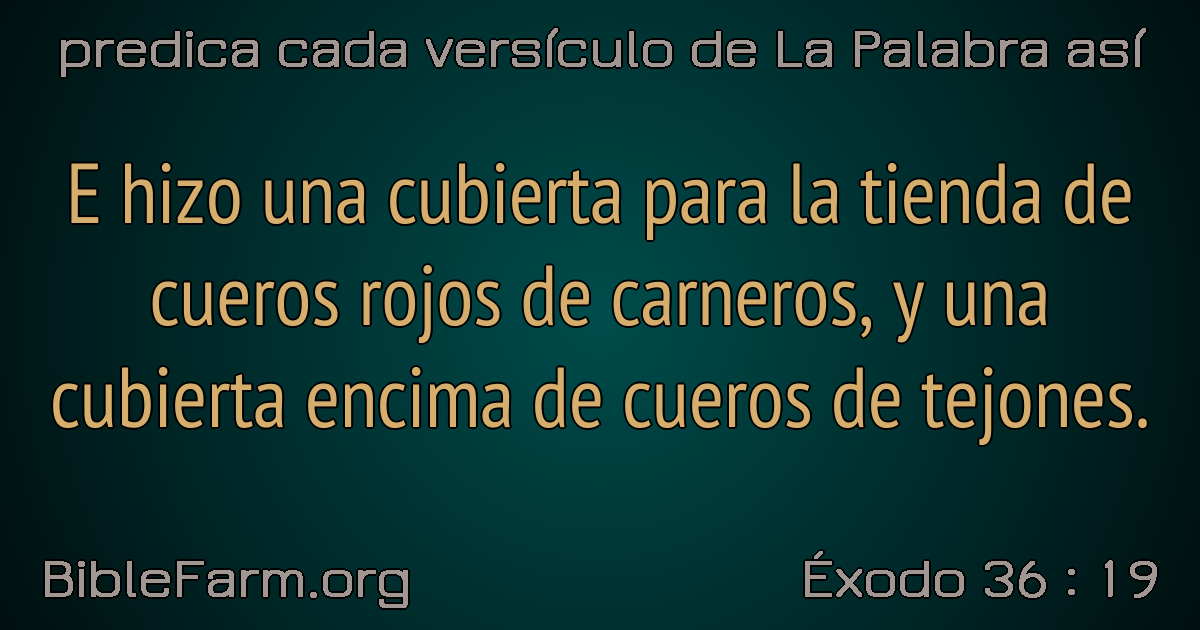 predica cada versículo de La Palabra así
E hizo una cubierta para la tienda de
cueros rojos de carneros, y una
cubierta encima de cueros de tejones.
BibleFarm.org
Éxodo 36 : 19